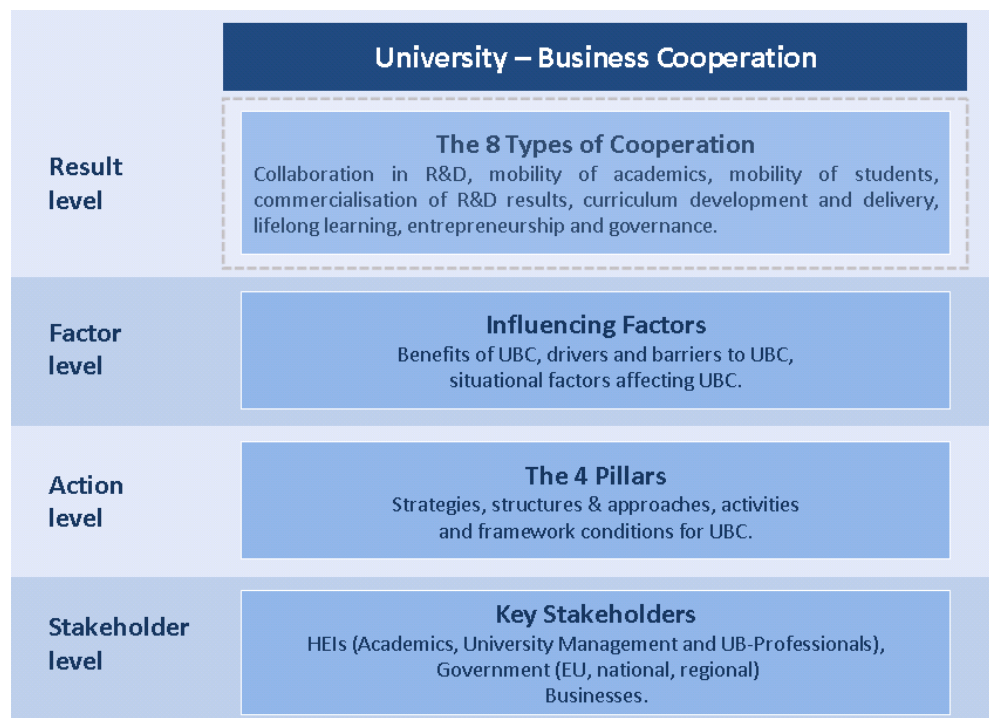 University – Business Cooperation
Result
level
The 8 Types of Cooperation
Collaboration in R&D, mobility of academics, mobility of students,
commercialisation of R&D results, curriculum development and delivery,
lifelong learning, entrepreneurship and governance.
Factor
level
Influencing Factors
Benefits of UBC, drivers and barriers to UBC,
situational factors affecting UBC.
Action
level
The 4 Pillars
Strategies, structures & approaches, activities
and framework conditions for UBC.
Stakeholder
level
Key Stakeholders
HEIs (Academics, University Management and UB-Professionals),
Government (EU, national, regional)
Businesses.